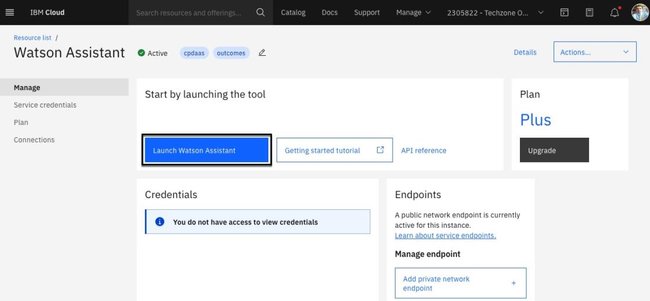 IBM Cloud
Search resources and offerings...
Catalog
Docs
Support
Manage
2305822 - Techzone O...
Resource list /
Watson Assistant
Active
cpdaas
outcomes
Details
Actions...
Manage
Service credentials
Plan
Connections
Start by launching the tool
Launch Watson Assistant
Getting started tutorial
API reference
Plan
Plus
Upgrade
Credentials
You do not have access to view credentials
Endpoints
A public network endpoint is currently
active for this instance.
Learn about service endpoints.
Manage endpoint
Add private network
endpoint
+